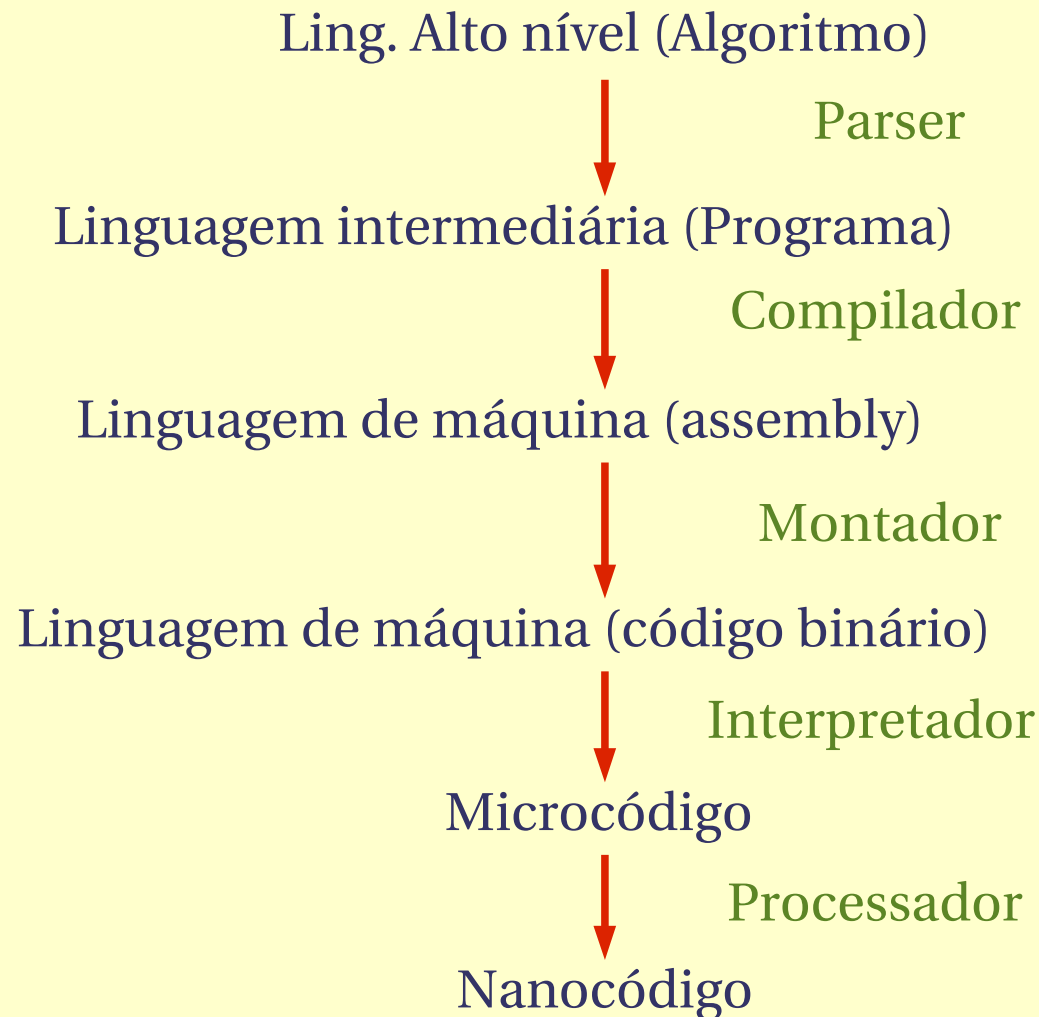 Ling. Alto nível (Algoritmo)
Parser
Linguagem intermediária (Programa)
Compilador
Linguagem de máquina (assembly)
Montador
Linguagem de máquina (código binário)
Interpretador
Microcódigo
Processador
Nanocódigo